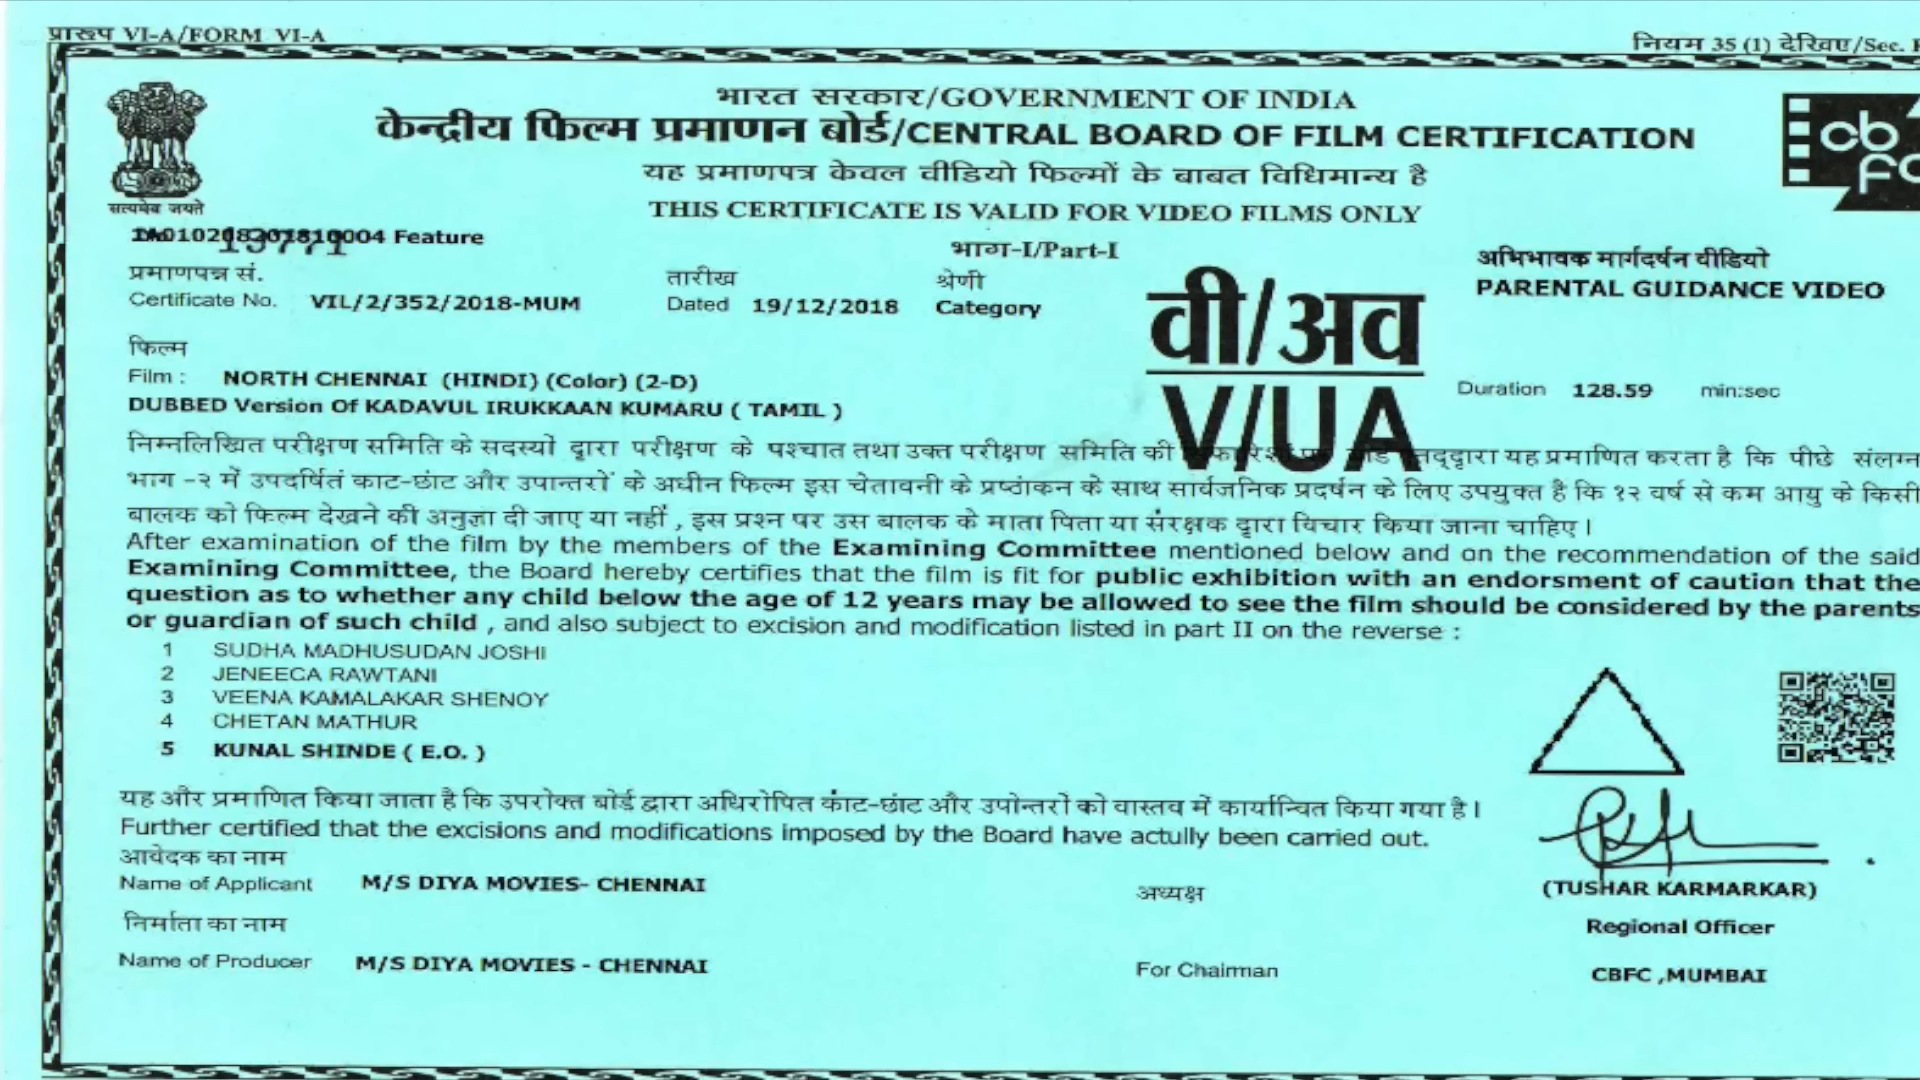 प्रारूप VI-A/FORM VI-A
नियम 35 (1) देखिए/Sec.
भारत सरकार/GOVERNMENT OF INDIA
केन्द्रीय फिल्म प्रमाणन बोर्ड/CENTRAL BOARD OF FILM CERTIFICATION
यह प्रमाणपत्र केवल वीडियो फिल्मों के बाबत विधिमान्य है
THIS CERTIFICATE IS VALID FOR VIDEO FILMS ONLY
cb
fc
सत्यमेव जयते
Feature
भाग-I/Part-I
अभिभावक मार्गदर्षन वीडियो
PARENTAL GUIDANCE VIDEO
प्रमाणपत्र सं. तारीख श्रेणी
Certificate No. VIL/2/352/2018-MUM Dated 19/12/2018 Category
वी/अव
V/UA
फिल्म
Film : NORTH CHENNAI (HINDI) (Color) (2-D)
Duration 128.59 min:sec
DUBBED Version Of KADAVUL IRUKKAAN KUMARU ( TAMIL )
निम्नलिखित परीक्षण समिति के सदस्यों द्वारा परीक्षण के पश्चात तथा उक्त परीक्षण समिति की यह प्रमाणित करता है कि पीछे संलग्न
भाग -२ में उपदर्षित काट-छांट और उपान्तरों के अधीन फिल्म इस चेतावनी के प्रष्ठांकन के साथ सार्वजनिक प्रदर्षन के लिए उपयुक्त है कि १२ वर्ष से कम आयु के किसी
बालक को फिल्म देखने की अनुज्ञा दी जाए या नहीं , इस प्रश्न पर उस बालक के माता पिता या संरक्षक द्वारा विचार किया जाना चाहिए ।
After examination of the film by the members of the Examining Committee mentioned below and on the recommendation of the said
Examining Committee, the Board hereby certifies that the film is fit for public exhibition with an endorsment of caution that the
question as to whether any child below the age of 12 years may be allowed to see the film should be considered by the parents
or guardian of such child , and also subject to excision and modification listed in part II on the reverse :
1 SUDHA MADHUSUDAN JOSHI
2 JENEECA RAWTANI
3 VEENA KAMALAKAR SHENOY
4 CHETAN MATHUR
5 KUNAL SHINDE ( E.O. )
यह और प्रमाणित किया जाता है कि उपरोक्त बोर्ड द्वारा अधिरोपित कांट-छांट और उपोन्तरों को वास्तव में कार्यान्वित किया गया है ।
Further certified that the excisions and modifications imposed by the Board have actully been carried out.
आवेदक का नाम
Name of Applicant M/S DIYA MOVIES- CHENNAI
अध्यक्ष
(TUSHAR KARMARKAR)
निर्माता का नाम
Regional Officer
Name of Producer M/S DIYA MOVIES - CHENNAI
For Chairman
CBFC ,MUMBAI